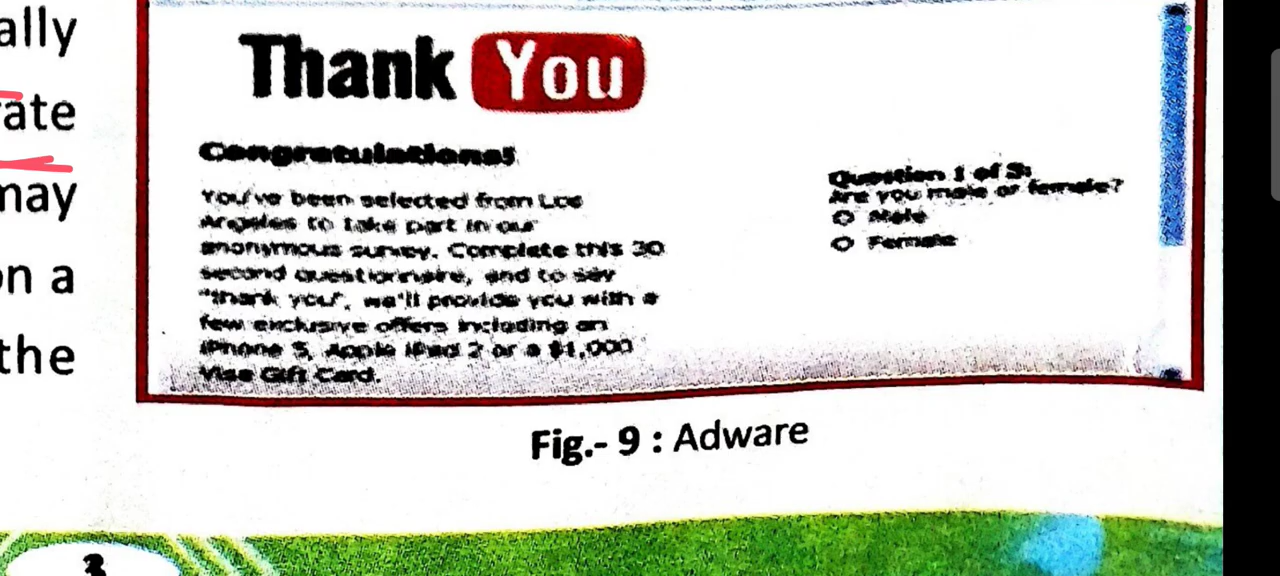 ally
rate
may
on a
the
Thank You
Congratulations!
You've been selected from Los
Angeles to take part in our
anonymous survey. Complete this 30
second questionnaire, and to say
"thank you", we'll provide you with a
few exclusive offers including an
iPhone 5, Apple iPad 2 or a $1,000
Visa Gift Card.
Question 1 of 3:
Are you male or female?
Male
Female
Fig.- 9 : Adware
3